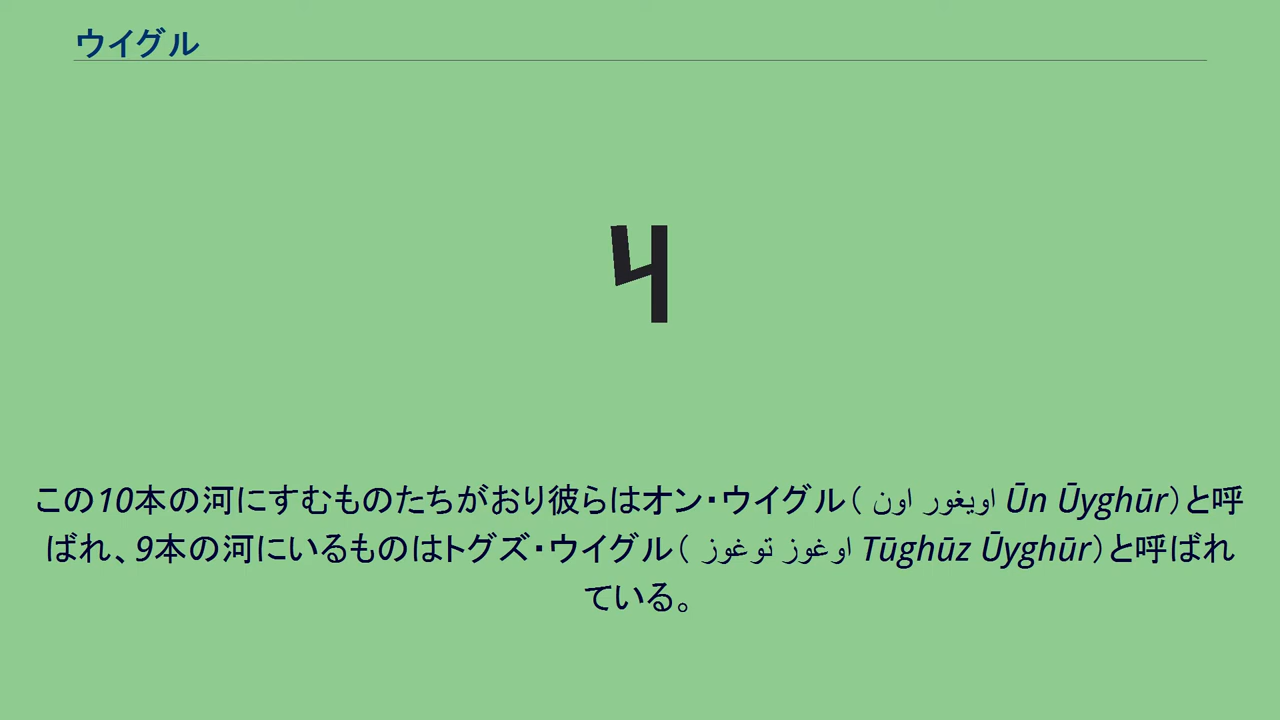 ウイグル
この10本の河にすむものたちがおり彼らはオン・ウイグル( اویغور اون Ūn Ūyghūr)と呼
ばれ、9本の河にいるものはトグズ・ウイグル( اوغوز توغوز Tūghūz Ūyghūr)と呼ばれ
ている。